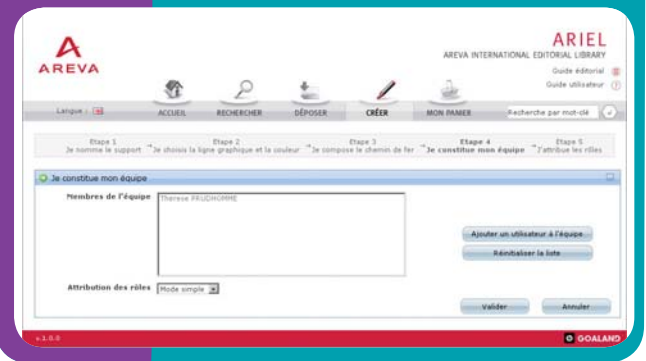 AREVA
ARIEL
AREVA INTERNATIONAL EDITORIAL LIBRARY
Guide éditorial
Guide utilisateur
Langue :
ACCUEIL RECHERCHER DÉPOSER CRÉER MON PANIER Recherche par mot-clé
Etape 1 Etape 2 Etape 3 Etape 4 Etape 5
Je nomme le support Je choisis la ligne graphique et la couleur Je compose le chemin de fer Je constitue mon équipe J'attribue les rôles
Je constitue mon équipe
Membres de l'équipe Therese PRUDHOMME
Ajouter un utilisateur à l'équipe
Réinitialiser la liste
Attribution des rôles Mode simple
Valider Annuler
v.1.0.0 GOALAND